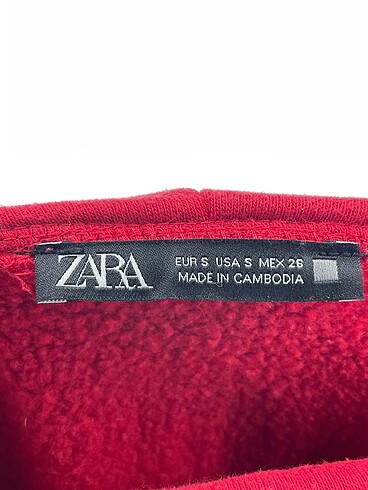 ZARA
EUR S USA S MEX 26
MADE IN CAMBODIA